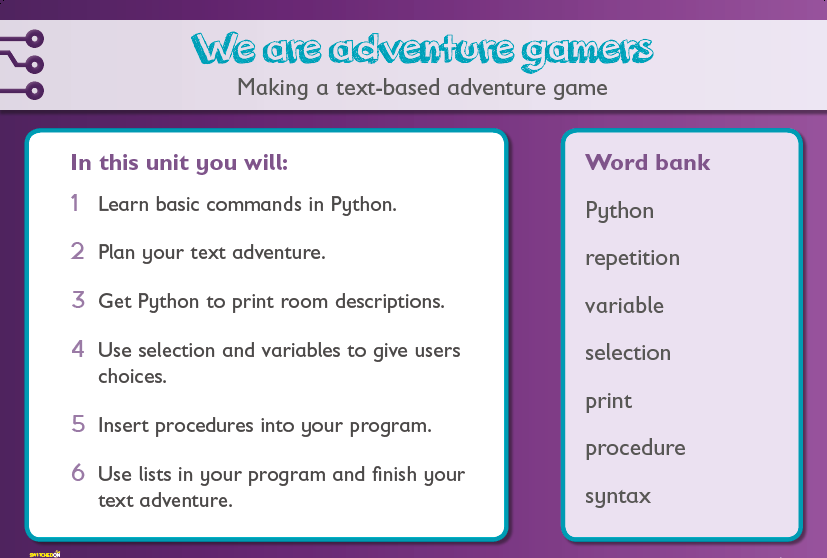 We are adventure gamers
Making a text-based adventure game
In this unit you will:
1 Learn basic commands in Python.
2 Plan your text adventure.
3 Get Python to print room descriptions.
4 Use selection and variables to give users
choices.
5 Insert procedures into your program.
6 Use lists in your program and finish your
text adventure.
Word bank
Python
repetition
variable
selection
print
procedure
syntax
SWITCHED ON